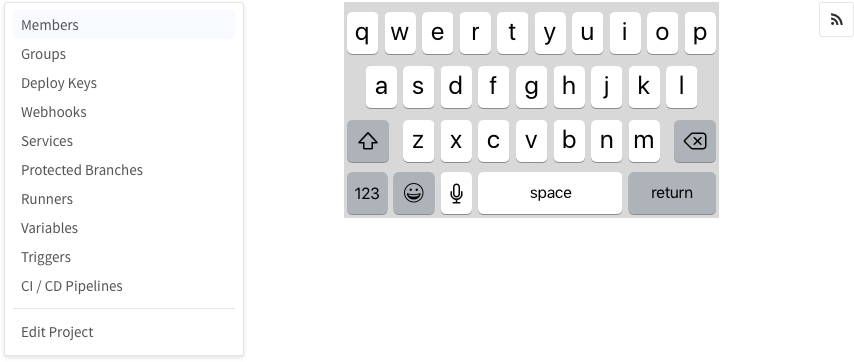 Members
Groups
Deploy Keys
Webhooks
Services
Protected Branches
Runners
Variables
Triggers
CI / CD Pipelines
Edit Project
q w e r t y u i o p
a s d f g h j k l
z x c v b n m
123 space return